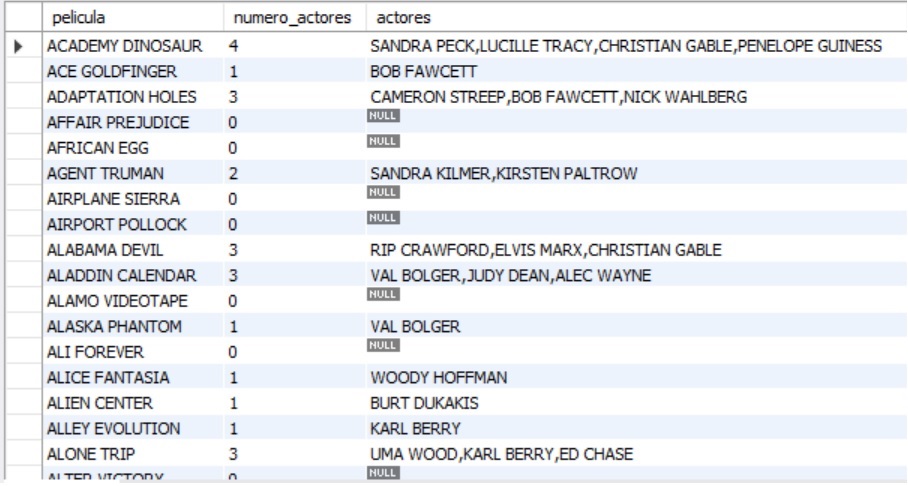 pelicula numero_actores actores
ACADEMY DINOSAUR 4 SANDRA PECK,LUCILLE TRACY,CHRISTIAN GABLE,PENELOPE GUINESS
ACE GOLDFINGER 1 BOB FAWCETT
ADAPTATION HOLES 3 CAMERON STREEP,BOB FAWCETT,NICK WAHLBERG
AFFAIR PREJUDICE 0 NULL
AFRICAN EGG 0 NULL
AGENT TRUMAN 2 SANDRA KILMER,KIRSTEN PALTROW
AIRPLANE SIERRA 0 NULL
AIRPORT POLLOCK 0 NULL
ALABAMA DEVIL 3 RIP CRAWFORD,ELVIS MARX,CHRISTIAN GABLE
ALADDIN CALENDAR 3 VAL BOLGER,JUDY DEAN,ALEC WAYNE
ALAMO VIDEOTAPE 0 NULL
ALASKA PHANTOM 1 VAL BOLGER
ALI FOREVER 0 NULL
ALICE FANTASIA 1 WOODY HOFFMAN
ALIEN CENTER 1 BURT DUKAKIS
ALLEY EVOLUTION 1 KARL BERRY
ALONE TRIP 3 UMA WOOD,KARL BERRY,ED CHASE
ALTER VICTORY 0 NULL